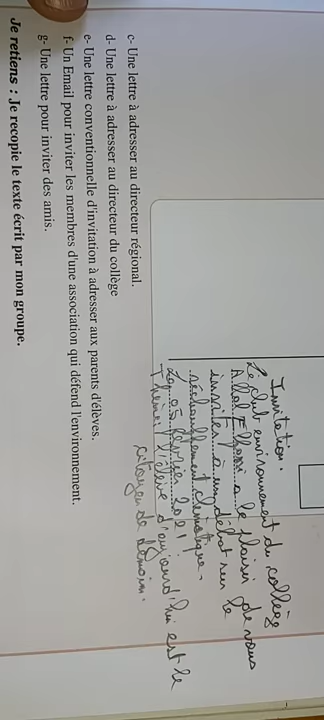 c- Une lettre à adresser au directeur régional.
d- Une lettre à adresser au directeur du collège
e- Une lettre conventionnelle d'invitation à adresser aux parents d'élèves.
f- Un Email pour inviter les membres d'une association qui défend l'environnement.
g- Une lettre pour inviter des amis.
Je retiens : Je recopie le texte écrit par mon groupe.
Invitation.
Le club environnement du collège
a le plaisir de vous
inviter à un débat sur le
réchauffement climatique.
Le 05 février 2021
Thème : l'élève d'aujourd'hui est le
citoyen de demain.